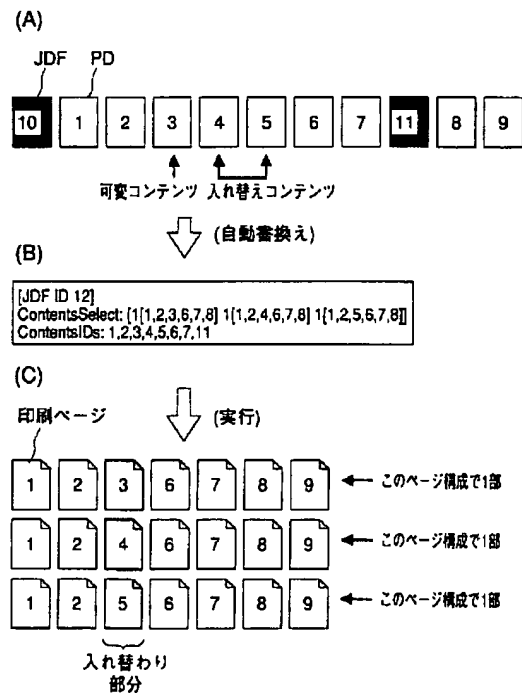 (A)
JDF PD
10 1 2 3 4 5 6 7 11 8 9
可変コンテンツ 入れ替えコンテンツ
(自動書換え)
(B)
[JDF ID 12]
ContentsSelect: {1[1,2,3,6,7,8] 1[1,2,4,6,7,8] 1[1,2,5,6,7,8]]
ContentsIDs: 1,2,3,4,5,6,7,11
(C)
(実行)
印刷ページ
1 2 3 6 7 8 9 このページ構成で1部
1 2 4 6 7 8 9 このページ構成で1部
1 2 5 6 7 8 9 このページ構成で1部
入れ替わり
部分